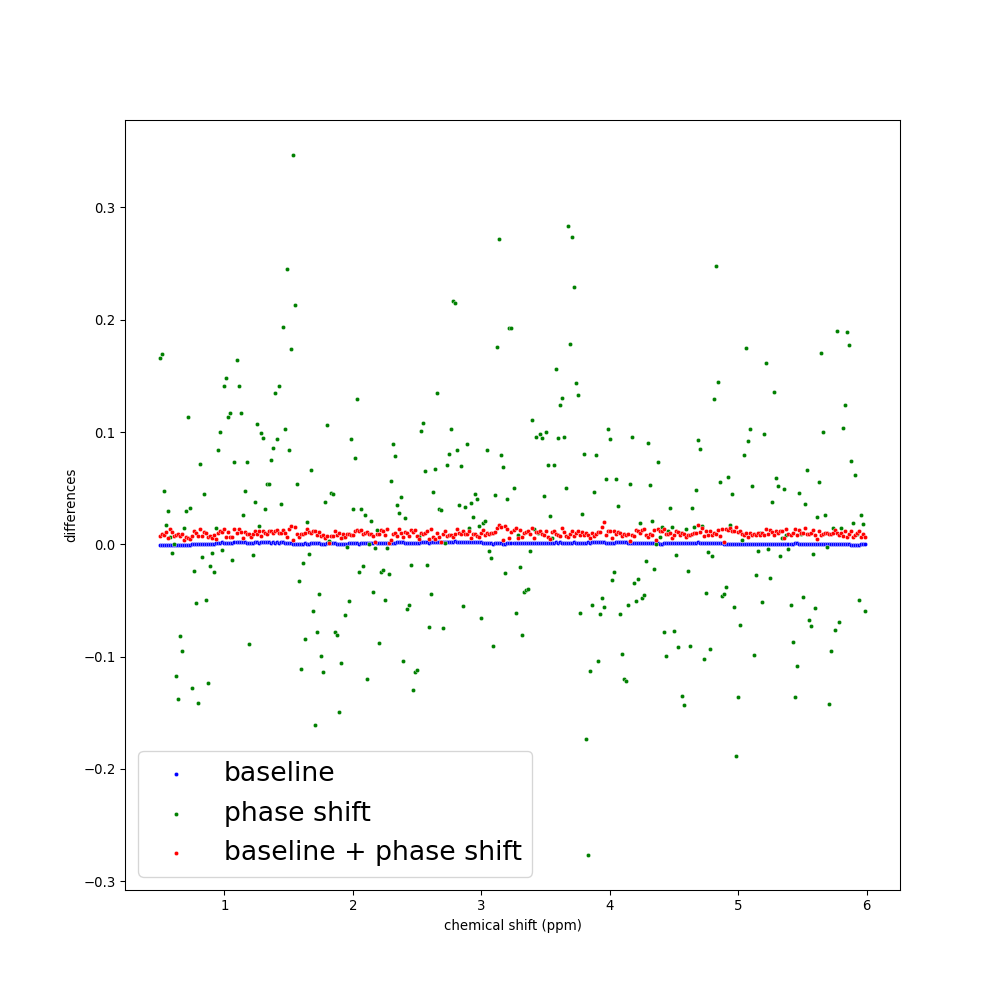 0.3
0.2
0.1
0.0
−0.1
−0.2
−0.3
differences
baseline
phase shift
baseline + phase shift
1 2 3 4 5 6
chemical shift (ppm)